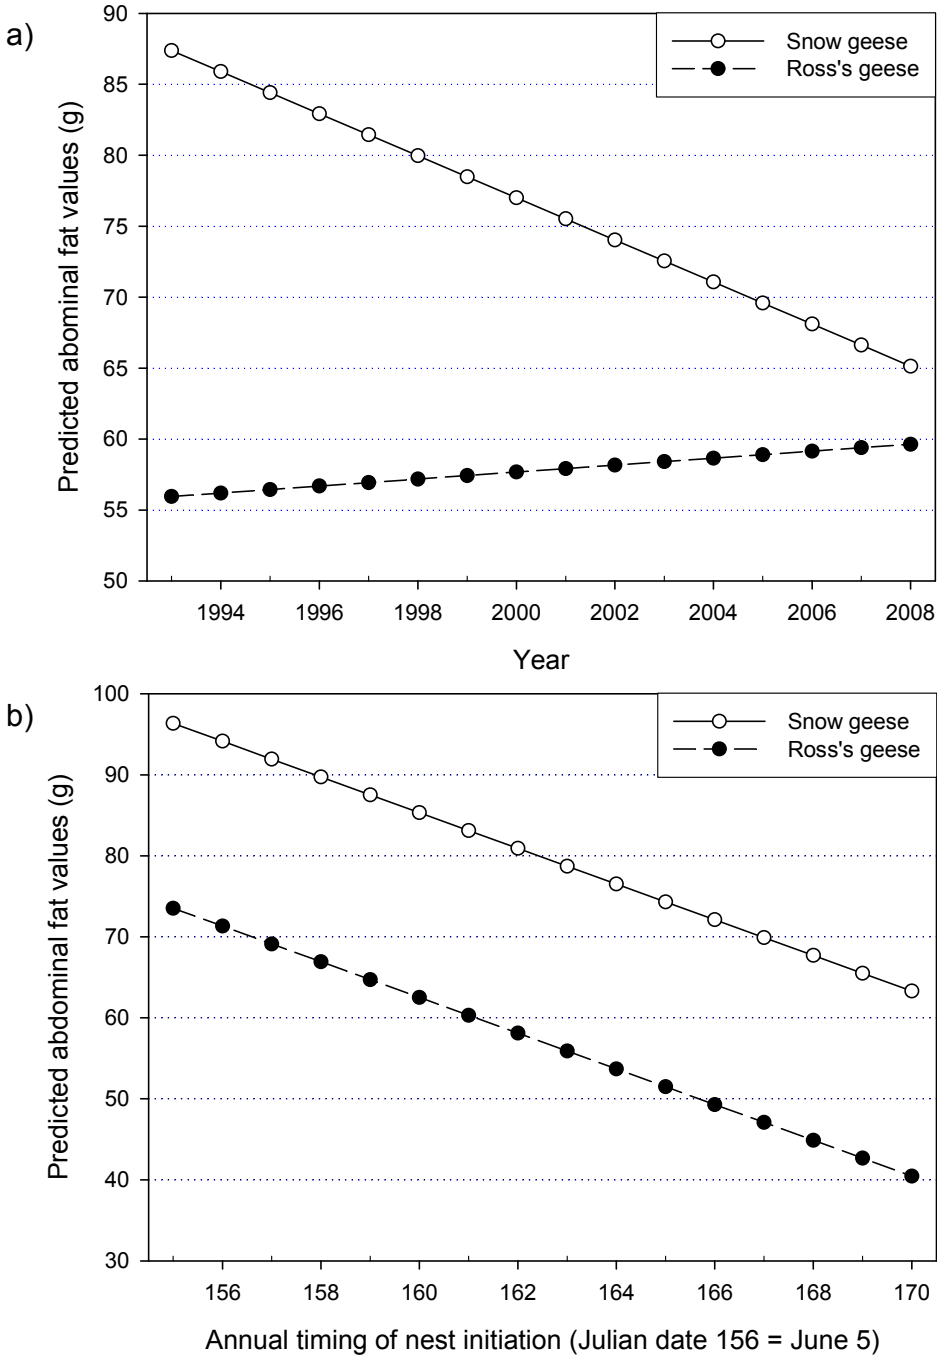 a)
Snow geese
Ross's geese
Predicted abominal fat values (g)
90
85
80
75
70
65
60
55
50
1994 1996 1998 2000 2002 2004 2006 2008
Year
b)
Snow geese
Ross's geese
Predicted abdominal fat values (g)
100
90
80
70
60
50
40
30
156 158 160 162 164 166 168 170
Annual timing of nest initiation (Julian date 156 = June 5)